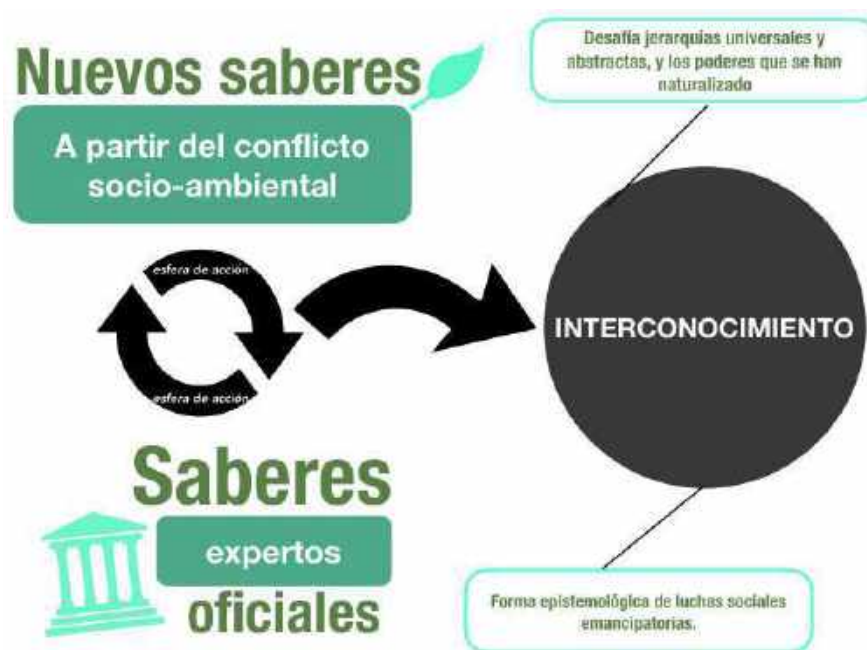 Nuevos saberes
A partir del conflicto
socio-ambiental
esfera de acción
esfera de acción
Saberes
expertos
oficiales
Desafía jerarquías universales y
abstractas, y los poderes que se han
naturalizado
INTERCONOCIMIENTO
Forma epistemológica de luchas sociales
emancipatorias.